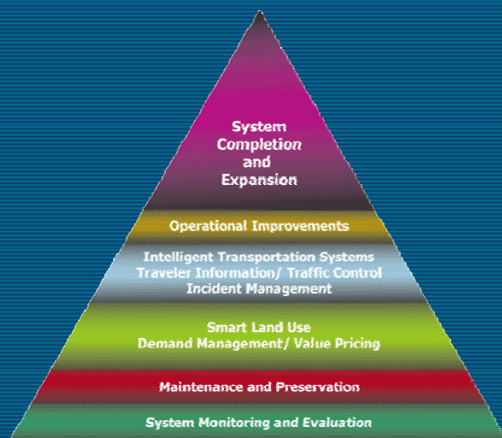 System
Completion
and
Expansion
Operational Improvements
Intelligent Transportation Systems
Traveler Information/ Traffic Control
Incident Management
Smart Land Use
Demand Management/ Value Pricing
Maintenance and Preservation
System Monitoring and Evaluation